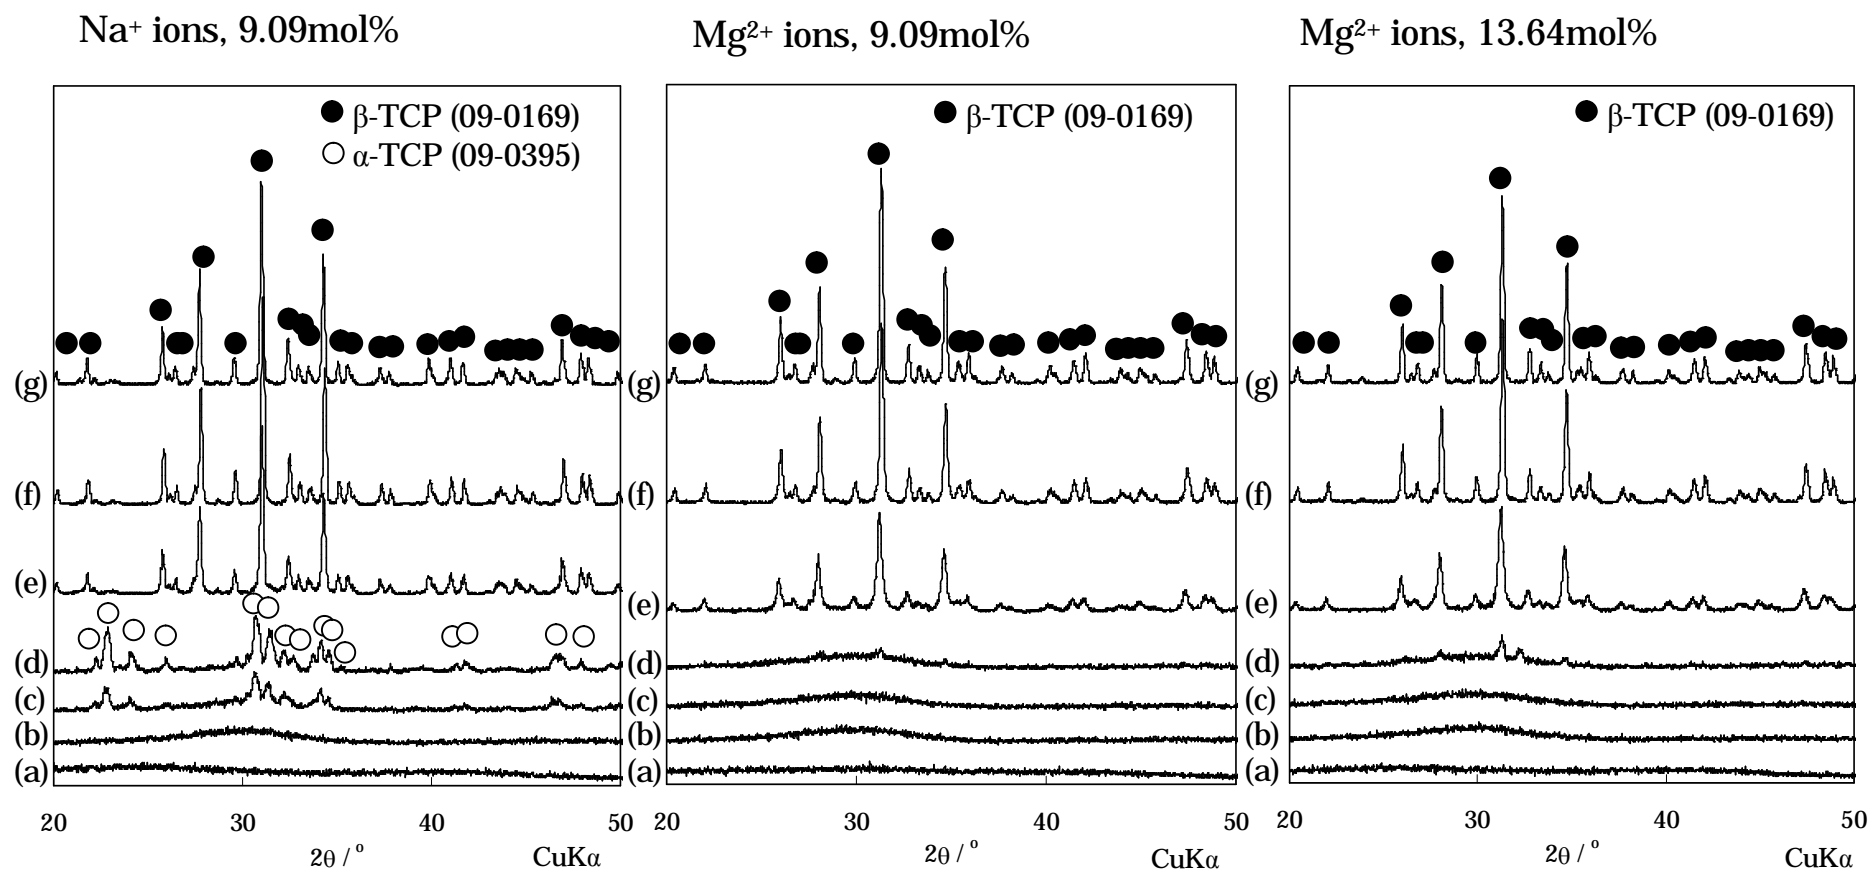 Na⁺ ions, 9.09mol%
● β-TCP (09-0169)
○ α-TCP (09-0395)
(g)
(f)
(e)
(d)
(c)
(b)
(a)
20 30 40 50
2θ / °
CuKα
Mg²⁺ ions, 9.09mol%
● β-TCP (09-0169)
(g)
(f)
(e)
(d)
(c)
(b)
(a)
20 30 40 50
2θ / °
CuKα
Mg²⁺ ions, 13.64mol%
● β-TCP (09-0169)
(g)
(f)
(e)
(d)
(c)
(b)
(a)
20 30 40 50
2θ / °
CuKα